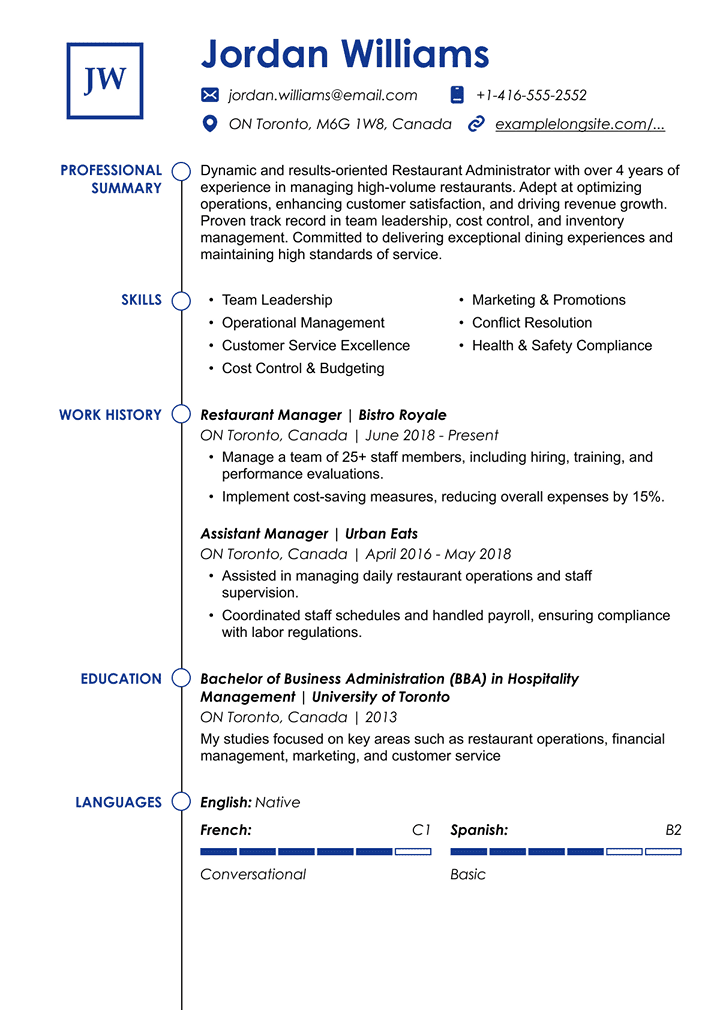 JW
Jordan Williams
jordan.williams@email.com +1-416-555-2552
ON Toronto, M6G 1W8, Canada examplelongsite.com/...
PROFESSIONAL
SUMMARY
Dynamic and results-oriented Restaurant Administrator with over 4 years of
experience in managing high-volume restaurants. Adept at optimizing
operations, enhancing customer satisfaction, and driving revenue growth.
Proven track record in team leadership, cost control, and inventory
management. Committed to delivering exceptional dining experiences and
maintaining high standards of service.
SKILLS
• Team Leadership
• Operational Management
• Customer Service Excellence
• Cost Control & Budgeting
• Marketing & Promotions
• Conflict Resolution
• Health & Safety Compliance
WORK HISTORY
Restaurant Manager | Bistro Royale
ON Toronto, Canada | June 2018 - Present
• Manage a team of 25+ staff members, including hiring, training, and
performance evaluations.
• Implement cost-saving measures, reducing overall expenses by 15%.
Assistant Manager | Urban Eats
ON Toronto, Canada | April 2016 - May 2018
• Assisted in managing daily restaurant operations and staff
supervision.
• Coordinated staff schedules and handled payroll, ensuring compliance
with labor regulations.
EDUCATION
Bachelor of Business Administration (BBA) in Hospitality
Management | University of Toronto
ON Toronto, Canada | 2013
My studies focused on key areas such as restaurant operations, financial
management, marketing, and customer service
LANGUAGES
English: Native
French: C1
Conversational
Spanish: B2
Basic